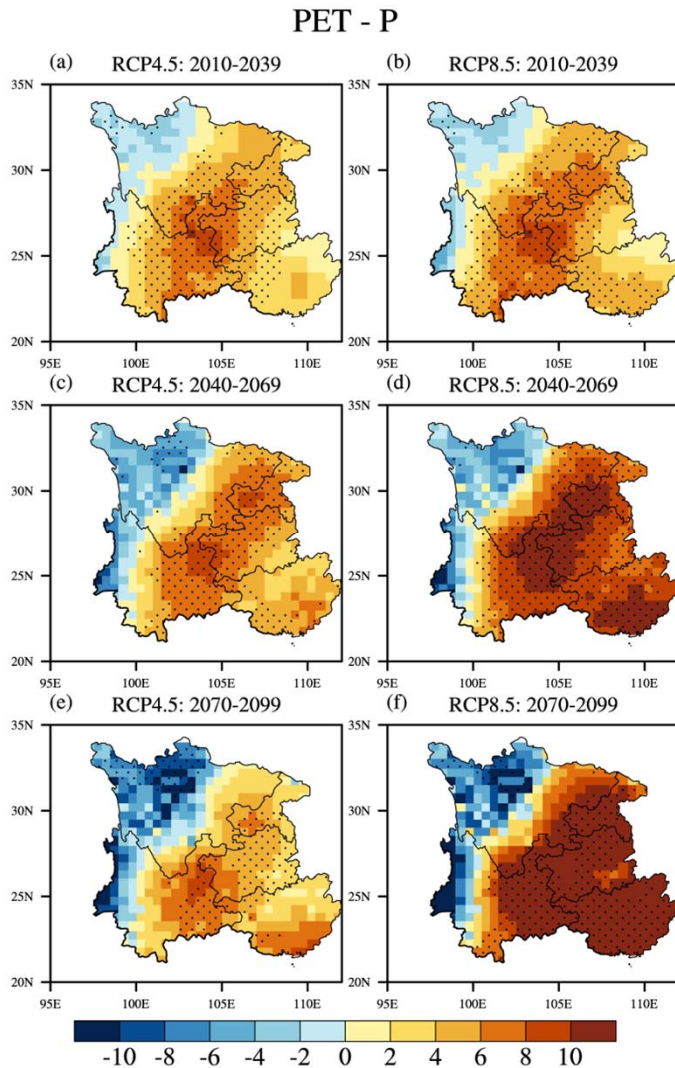 PET - P
(a) RCP4.5: 2010-2039
(b) RCP8.5: 2010-2039
35N
30N
25N
20N
95E 100E 105E 110E
35N
30N
25N
20N
95E 100E 105E 110E
(c) RCP4.5: 2040-2069
(d) RCP8.5: 2040-2069
35N
30N
25N
20N
95E 100E 105E 110E
35N
30N
25N
20N
95E 100E 105E 110E
(e) RCP4.5: 2070-2099
(f) RCP8.5: 2070-2099
35N
30N
25N
20N
95E 100E 105E 110E
35N
30N
25N
20N
95E 100E 105E 110E
-10 -8 -6 -4 -2 0 2 4 6 8 10